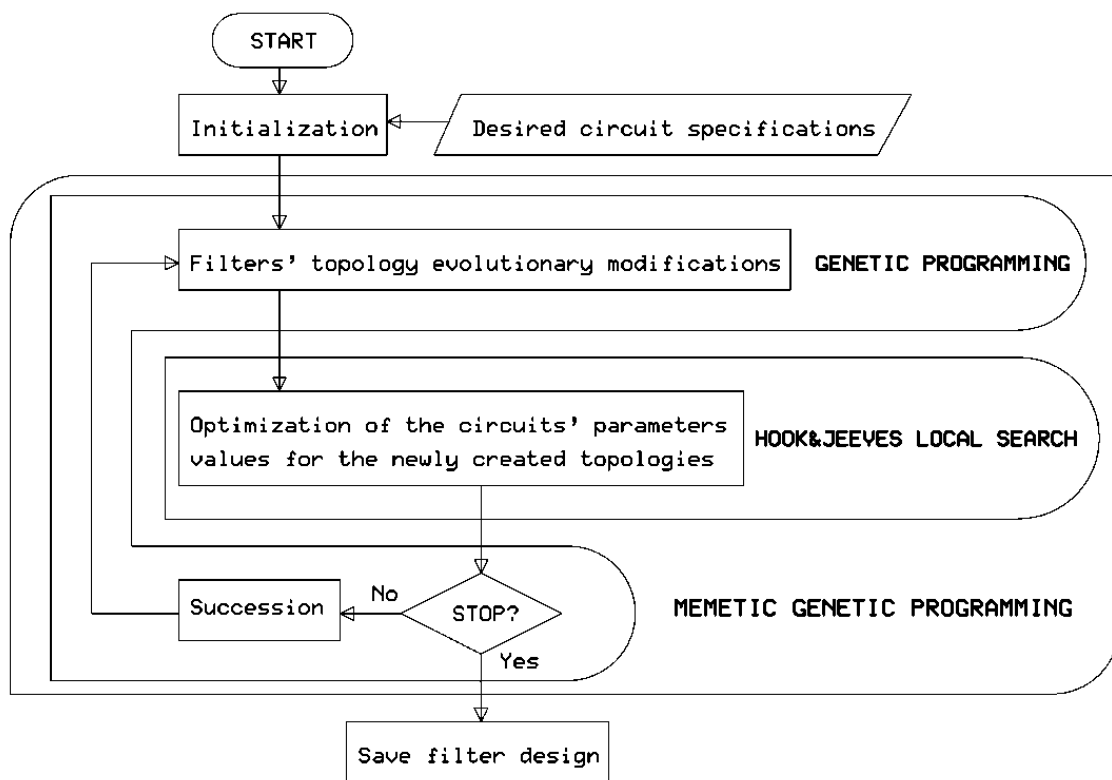 START
Initialization
Desired circuit specifications
Filters' topology evolutionary modifications
GENETIC PROGRAMMING
Optimization of the circuits' parameters
values for the newly created topologies
HOOK&JEEVES LOCAL SEARCH
No
Succession
STOP?
MEMETIC GENETIC PROGRAMMING
Yes
Save filter design